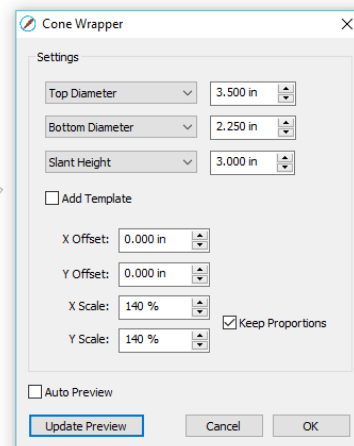 Cone Wrapper
Settings
Top Diameter 3.500 in
Bottom Diameter 2.250 in
Slant Height 3.000 in
Add Template
X Offset: 0.000 in
Y Offset: 0.000 in
X Scale: 140 %
Keep Proportions
Y Scale: 140 %
Auto Preview
Update Preview Cancel OK